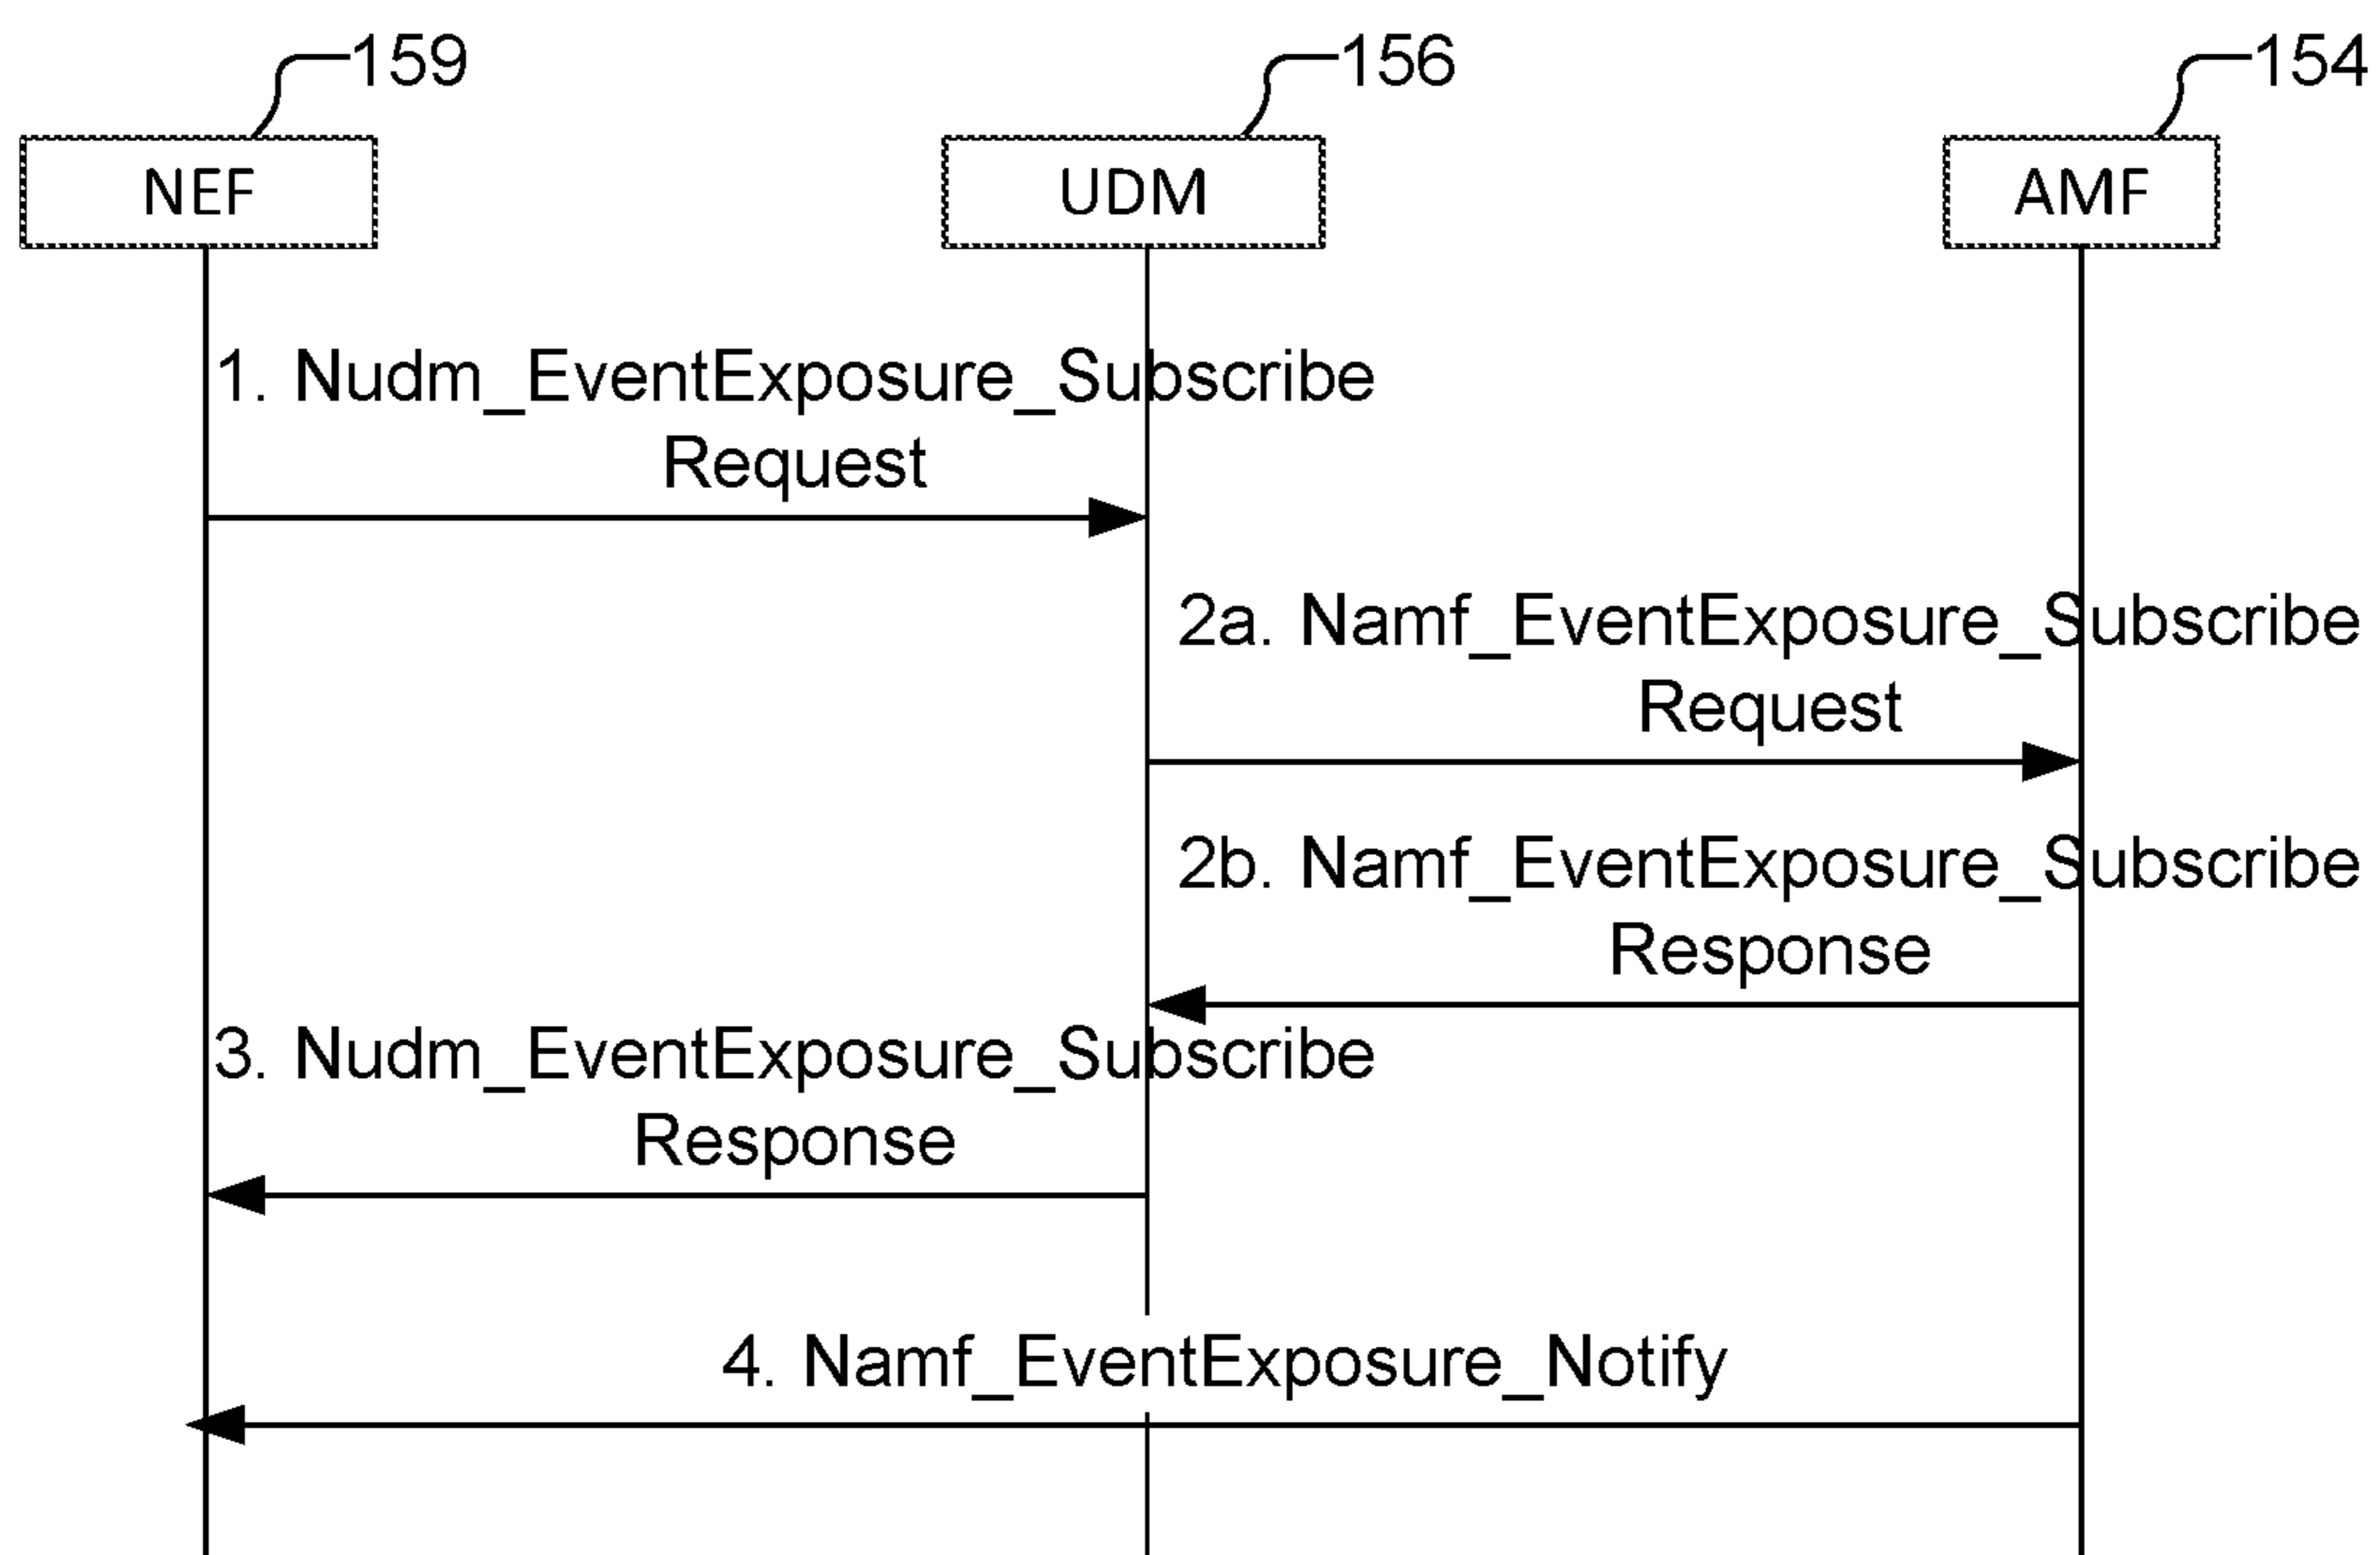 159
156
154
NEF
UDM
AMF
1. Nudm_EventExposure_Subscribe
Request
2a. Namf_EventExposure_Subscribe
Request
2b. Namf_EventExposure_Subscribe
Response
3. Nudm_EventExposure_Subscribe
Response
4. Namf_EventExposure_Notify